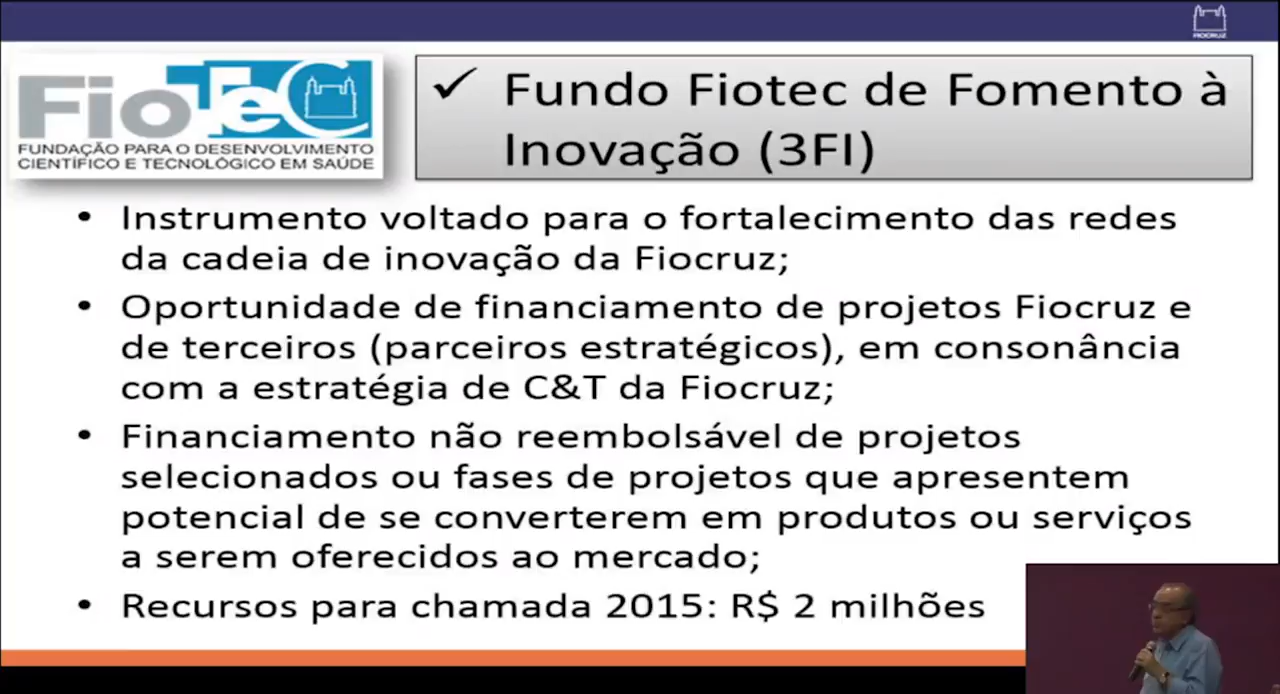 FIOCRUZ
FioTec
FUNDAÇÃO PARA O DESENVOLVIMENTO
CIENTÍFICO E TECNOLÓGICO EM SAÚDE
✓ Fundo Fiotec de Fomento à
Inovação (3FI)
• Instrumento voltado para o fortalecimento das redes
da cadeia de inovação da Fiocruz;
• Oportunidade de financiamento de projetos Fiocruz e
de terceiros (parceiros estratégicos), em consonância
com a estratégia de C&T da Fiocruz;
• Financiamento não reembolsável de projetos
selecionados ou fases de projetos que apresentem
potencial de se converterem em produtos ou serviços
a serem oferecidos ao mercado;
• Recursos para chamada 2015: R$ 2 milhões